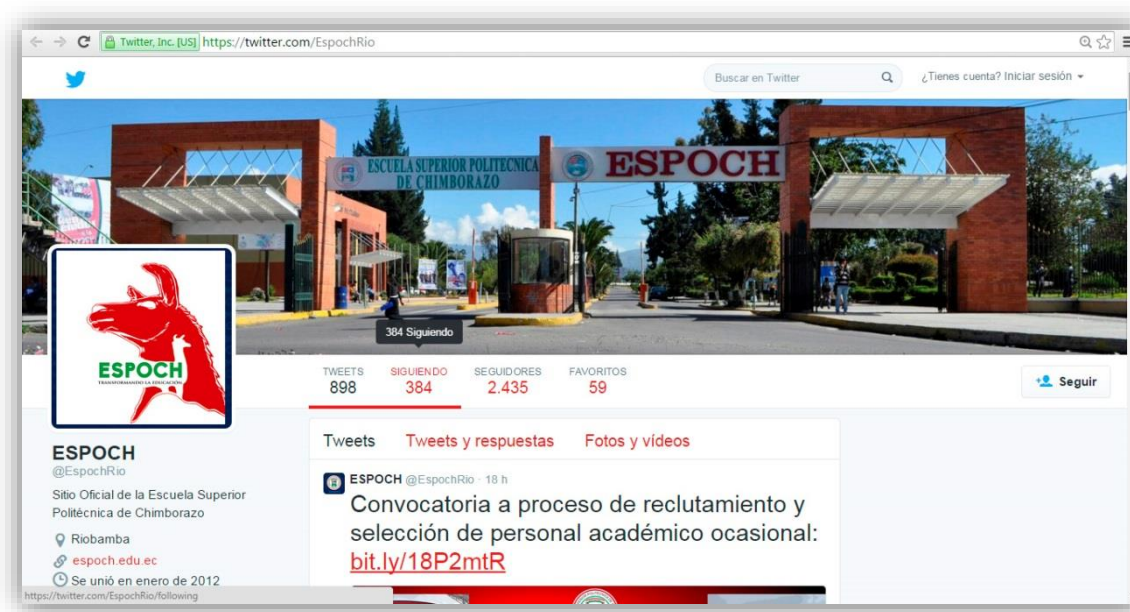 Twitter, Inc. [US] https://twitter.com/EspochRio
Buscar en Twitter
¿Tienes cuenta? Iniciar sesión
ESCUELA SUPERIOR POLITECNICA
DE CHIMBORAZO
ESPOCH
384 Siguiendo
ESPOCH
TRANSFORMANDO LA EDUCACIÓN
TWEETS SIGUIENDO SEGUIDORES FAVORITOS
898 384 2.435 59
Seguir
ESPOCH
@EspochRio
Sitio Oficial de la Escuela Superior
Politécnica de Chimborazo
Riobamba
espoch.edu.ec
Se unió en enero de 2012
Tweets Tweets y respuestas Fotos y vídeos
ESPOCH @EspochRio · 18 h
Convocatoria a proceso de reclutamiento y
selección de personal académico ocasional:
bit.ly/18P2mtR
https://twitter.com/EspochRio/following